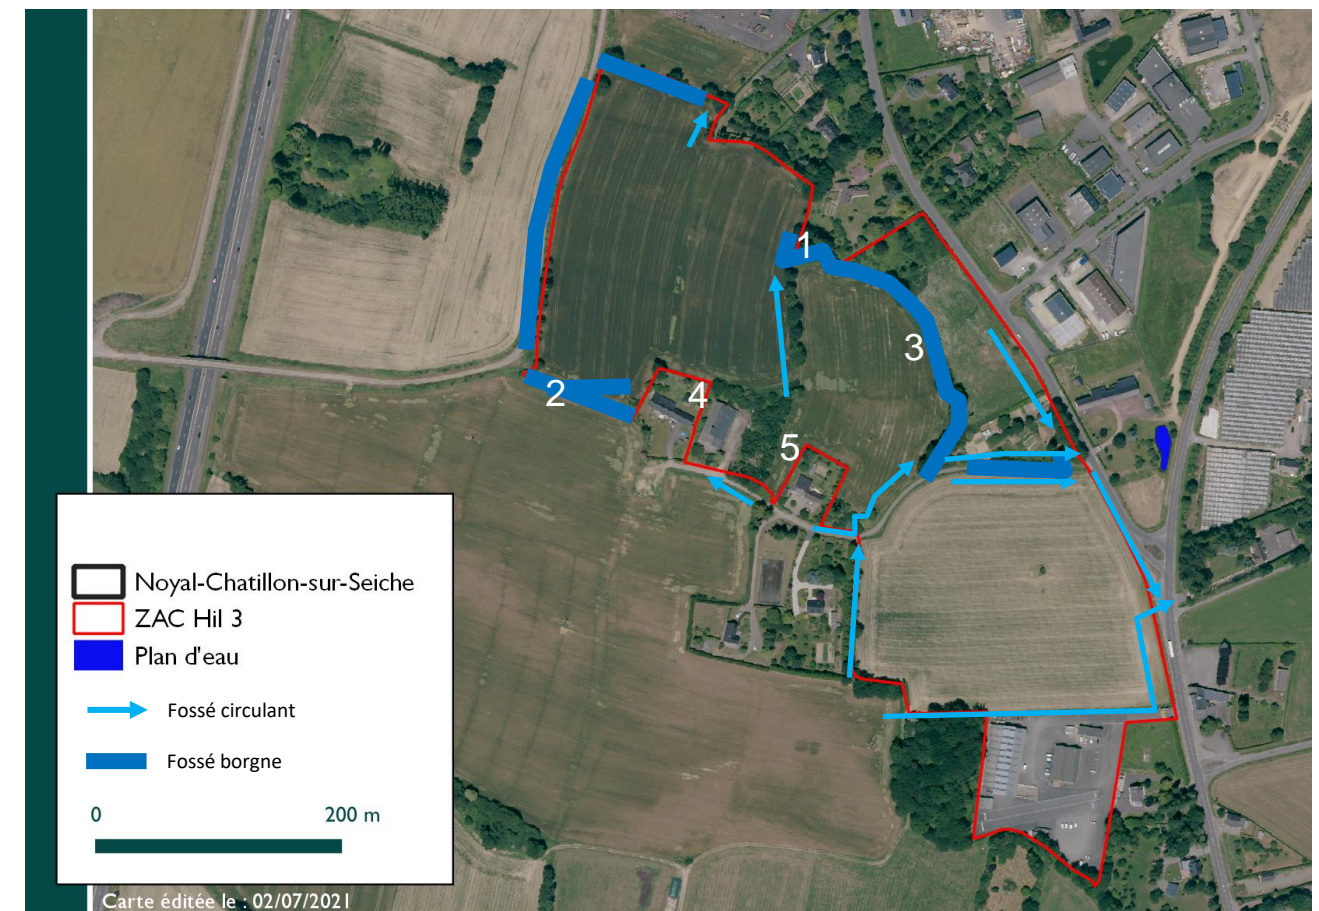 1
3
2
4
5
Noyal-Chatillon-sur-Seiche
ZAC Hil 3
Plan d'eau
Fossé circulant
Fossé borgne
0 200 m
Carte éditée le : 02/07/2021